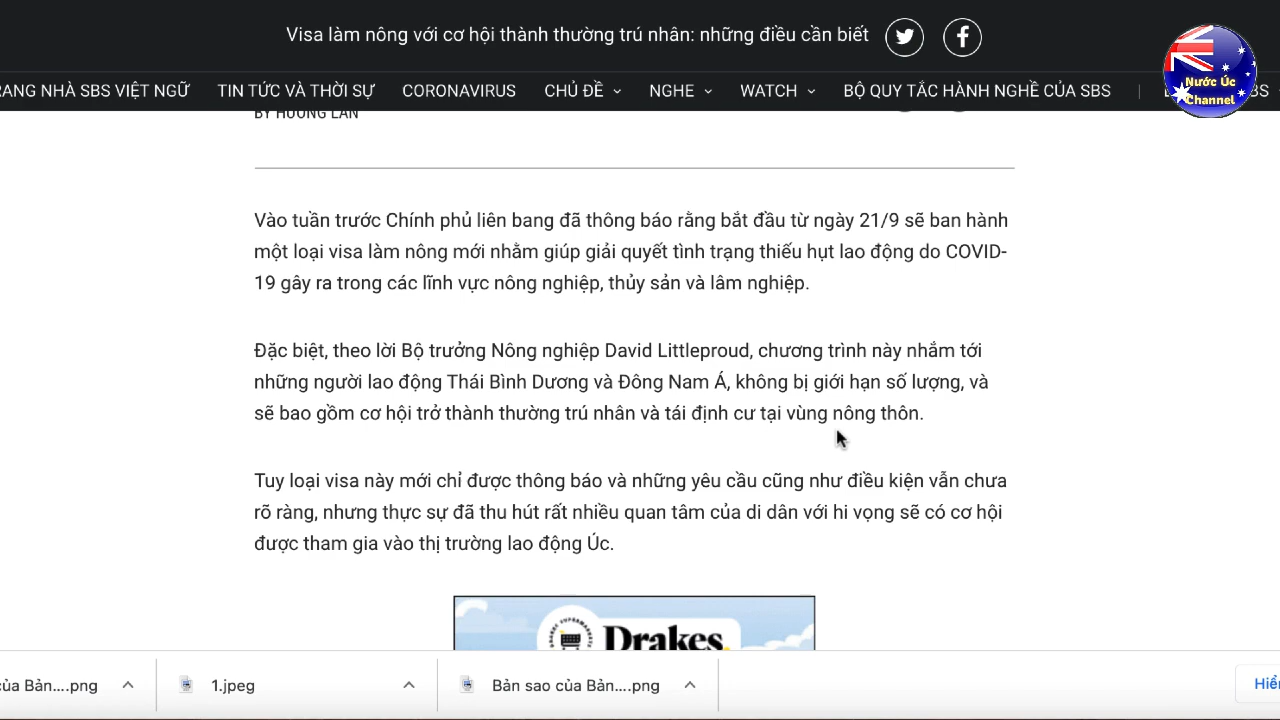 Visa làm nông với cơ hội thành thường trú nhân: những điều cần biết
RANG NHÀ SBS VIỆT NGỮ TIN TỨC VÀ THỜI SỰ CORONAVIRUS CHỦ ĐỀ NGHE WATCH BỘ QUY TẮC HÀNH NGHỀ CỦA SBS | BS
Nước Úc
Channel
BY HƯƠNG LAN
Vào tuần trước Chính phủ liên bang đã thông báo rằng bắt đầu từ ngày 21/9 sẽ ban hành
một loại visa làm nông mới nhằm giúp giải quyết tình trạng thiếu hụt lao động do COVID-
19 gây ra trong các lĩnh vực nông nghiệp, thủy sản và lâm nghiệp.
Đặc biệt, theo lời Bộ trưởng Nông nghiệp David Littleproud, chương trình này nhắm tới
những người lao động Thái Bình Dương và Đông Nam Á, không bị giới hạn số lượng, và
sẽ bao gồm cơ hội trở thành thường trú nhân và tái định cư tại vùng nông thôn.
Tuy loại visa này mới chỉ được thông báo và những yêu cầu cũng như điều kiện vẫn chưa
rõ ràng, nhưng thực sự đã thu hút rất nhiều quan tâm của di dân với hi vọng sẽ có cơ hội
được tham gia vào thị trường lao động Úc.
Drakes
của Bản....png 1.jpeg Bản sao của Bản....png Hiể